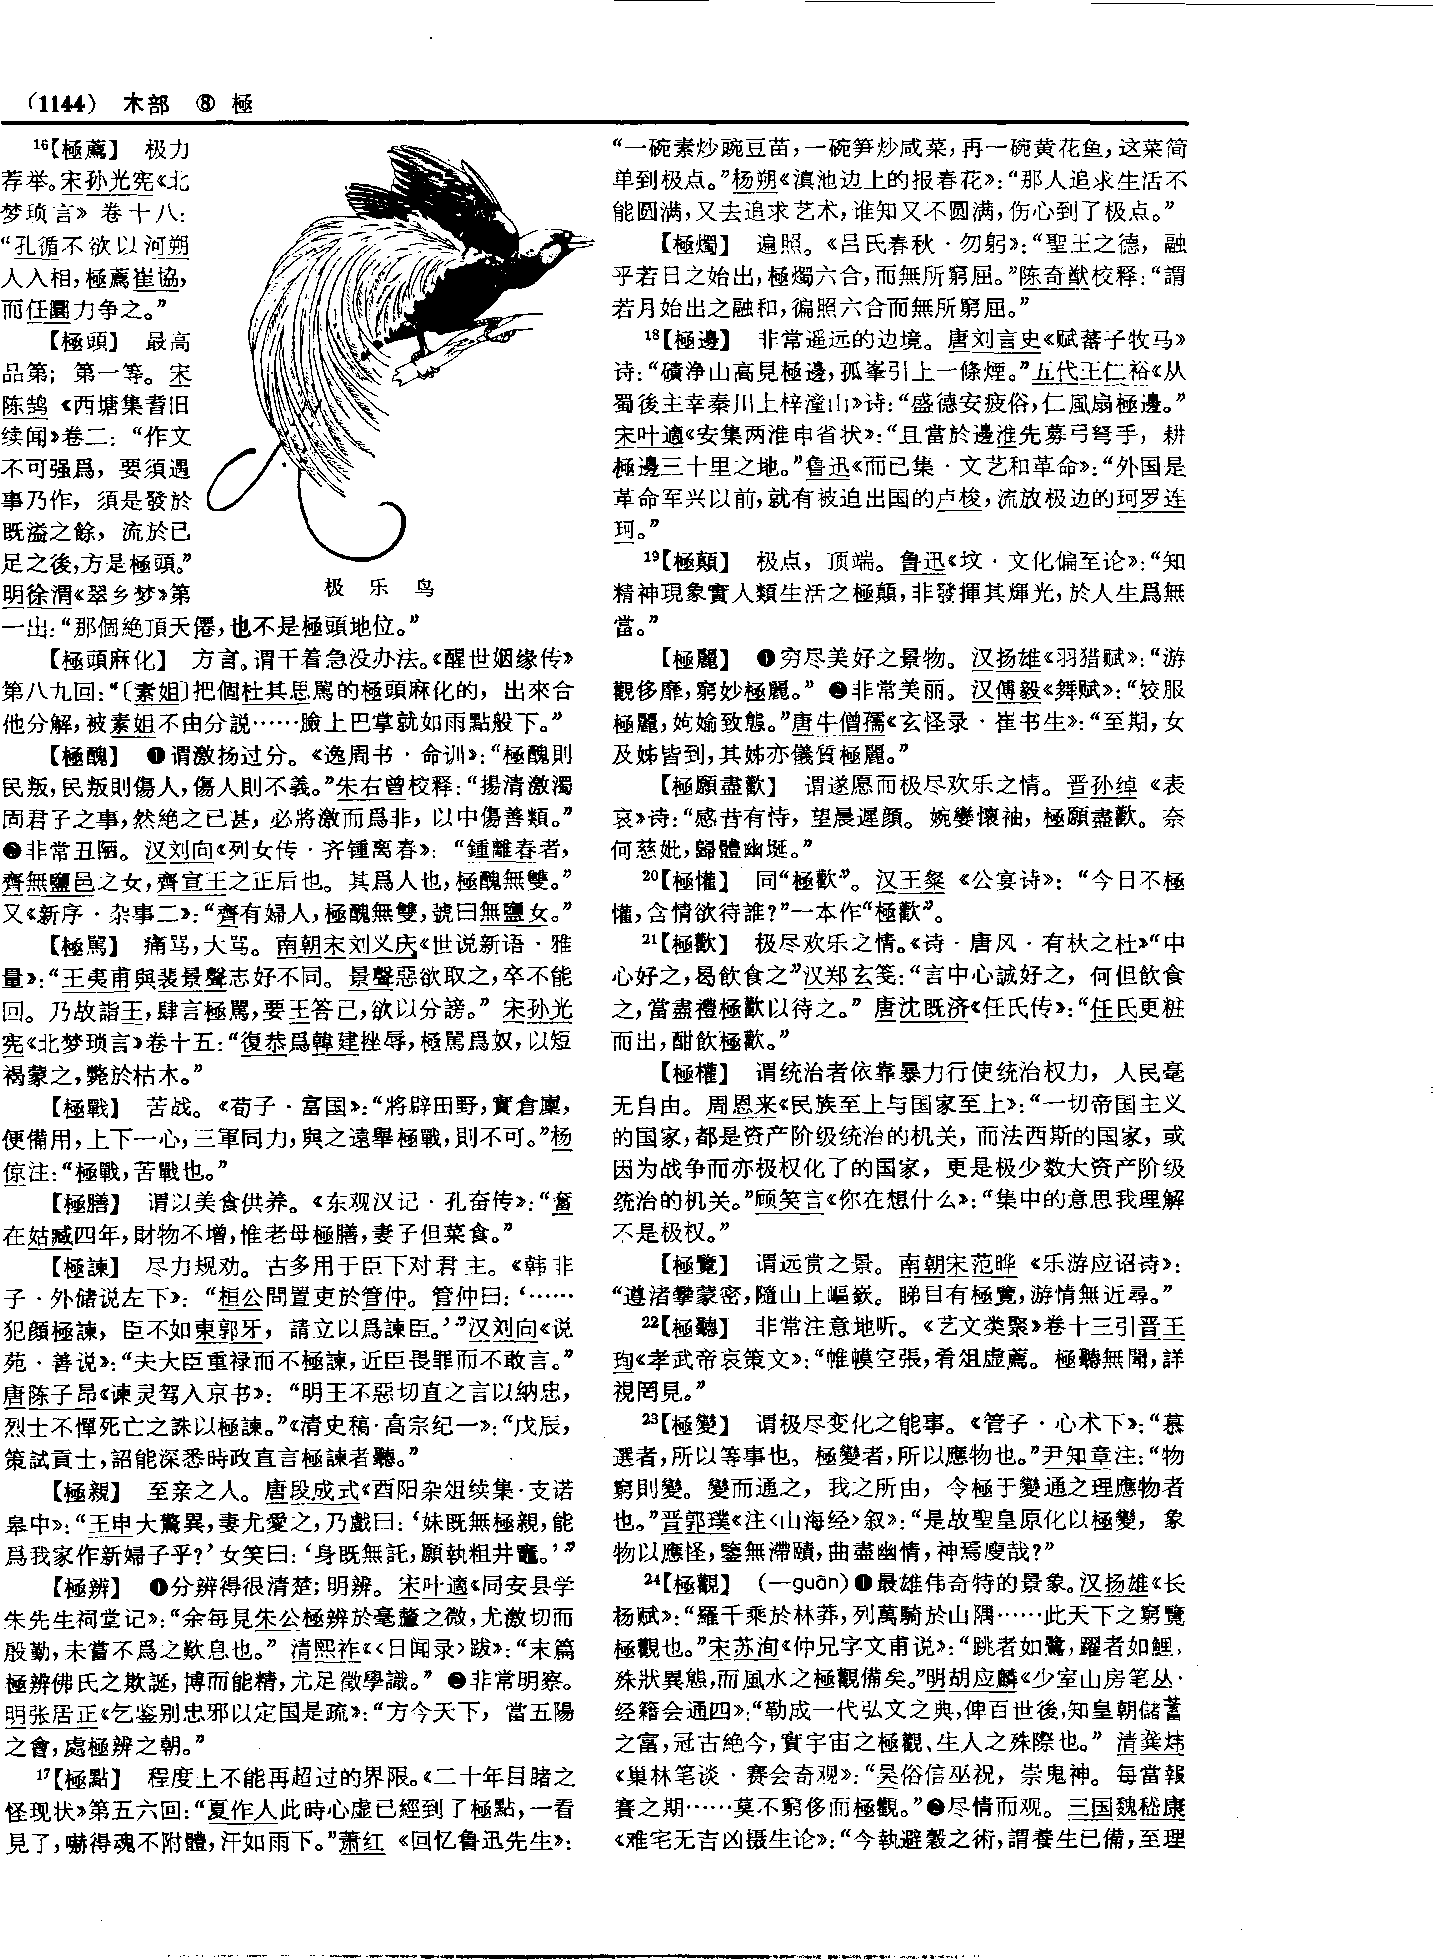 (1144) 木部 ⑧ 極
16【極薦】 极力
荐举。宋孙光宪《北
梦琐言》卷十八：
“孔循不欲以河朔
人入相，極薦崔協，
而任圜力争之。”
【極頭】 最高
品第；第一等。宋
陈鹄《西塘集耆旧
续闻》卷二：“作文
不可强爲，要須遇
事乃作，須是發於
既溢之餘，流於已
足之後，方是極頭。”
明徐渭《翠乡梦》第
一出：“那個絶頂天僊，也不是極頭地位。”
极乐鸟
【極頭麻化】 方言。谓干着急没办法。《醒世姻缘传》
第八九回：“〔素姐〕把個杜其思罵的極頭麻化的，出來合
他分解，被素姐不由分説……臉上巴掌就如雨點般下。”
【極醜】 ❶谓激扬过分。《逸周书·命训》：“極醜則
民叛，民叛則傷人，傷人則不義。”朱右曾校释：“揚清激濁
固君子之事，然絶之已甚，必將激而爲非，以中傷善類。”
❷非常丑陋。汉刘向《列女传·齐锺离春》：“鍾離春者，
齊無鹽邑之女，齊宣王之正后也。其爲人也，極醜無雙。”
又《新序·杂事二》：“齊有婦人，極醜無雙，號曰無鹽女。”
【極駡】 痛骂，大骂。南朝宋刘义庆《世说新语·雅
量》：“王夷甫與裴景聲志好不同。景聲惡欲取之，卒不能
回。乃故詣王，肆言極駡，要王答己，欲以分謗。”宋孙光
宪《北梦琐言》卷十五：“復恭爲韓建挫辱，極駡爲奴，以短
褐蒙之，斃於枯木。”
【極戰】 苦战。《荀子·富国》：“將辟田野，實倉廩，
便備用，上下一心，三軍同力，與之遠舉極戰，則不可。”杨
倞注：“極戰，苦戰也。”
【極膳】 谓以美食供养。《东观汉记·孔奋传》：“奮
在姑臧四年，財物不增，惟老母極膳，妻子但菜食。”
【極諫】 尽力规劝。古多用于臣下对君主。《韩非
子·外储说左下》：“桓公問置吏於管仲。管仲曰：‘……
犯顔極諫，臣不如東郭牙，請立以爲諫臣。’”汉刘向《说
苑·善说》：“夫大臣重禄而不極諫，近臣畏罪而不敢言。”
唐陈子昂《谏灵驾入京书》：“明王不惡切直之言以納忠，
烈士不憚死亡之誅以極諫。”《清史稿·高宗纪一》：“戊辰，
策試貢士，詔能深悉時政直言極諫者聽。”
【極親】 至亲之人。唐段成式《酉阳杂俎续集·支诺
皋中》：“王申大驚異，妻尤愛之，乃戲曰：‘妹既無極親，能
爲我家作新婦子乎？’女笑曰：‘身既無託，願執粗井竈。’”
【極辨】 ❶分辨得很清楚；明辨。宋叶適《同安县学
朱先生祠堂记》：“余每見朱公極辨於毫釐之微，尤激切而
殷勤，未嘗不爲之歎息也。”清熙祚《〈日闻录〉跋》：“末篇
極辨佛氏之欺誕，博而能精，尤足徵學識。”❷非常明察。
明张居正《乞鉴别忠邪以定国是疏》：“方今天下，當五陽
之會，處極辨之朝。”
17【極點】 程度上不能再超过的界限。《二十年目睹之
怪现状》第五六回：“夏作人此時心虚已經到了極點，一看
見了，嚇得魂不附體，汗如雨下。”萧红《回忆鲁迅先生》：
“一碗素炒豌豆苗，一碗笋炒咸菜，再一碗黄花鱼，这菜简
单到极点。”杨朔《滇池边上的报春花》：“那人追求生活不
能圆满，又去追求艺术，谁知又不圆满，伤心到了极点。”
【極燭】 遍照。《吕氏春秋·勿躬》：“聖王之德，融
乎若日之始出，極燭六合，而無所窮屈。”陈奇猷校释：“謂
若月始出之融和，徧照六合而無所窮屈。”
18【極邊】 非常遥远的边境。唐刘言史《赋蕃子牧马》
诗：“磧浄山高見極邊，孤峯引上一條煙。”五代王仁裕《从
蜀後主幸秦川上梓潼山》诗：“盛德安疲俗，仁風扇極邊。”
宋叶適《安集两淮申省状》：“且當於邊淮先募弓弩手，耕
極邊三十里之地。”鲁迅《而已集·文艺和革命》：“外国是
革命军兴以前，就有被迫出国的卢梭，流放极边的珂罗连
珂。”
19【極顛】 极点，顶端。鲁迅《坟·文化偏至论》：“知
精神現象實人類生活之極顛，非發揮其輝光，於人生爲無
當。”
【極麗】 ❶穷尽美好之景物。汉扬雄《羽猎赋》：“游
觀侈靡，窮妙極麗。”❷非常美丽。汉傅毅《舞赋》：“姣服
極麗，姁媮致態。”唐牛僧孺《玄怪录·崔书生》：“至期，女
及姊皆到，其姊亦儀質極麗。”
【極願盡歡】 谓遂愿而极尽欢乐之情。晋孙绰《表
哀》诗：“感昔有恃，望晨遲顔。婉孌懷袖，極願盡歡。奈
何慈妣，歸體幽埏。”
20【極懽】 同“極歡”。汉王粲《公宴诗》：“今日不極
懽，含情欲待誰？”一本作“極歡”。
21【極歡】 极尽欢乐之情。《诗·唐风·有杕之杜》“中
心好之，曷飲食之”汉郑玄笺：“言中心誠好之，何但飲食
之，當盡禮極歡以待之。”唐沈既济《任氏传》：“任氏更粧
而出，酣飲極歡。”
【極權】 谓统治者依靠暴力行使统治权力，人民毫
无自由。周恩来《民族至上与国家至上》：“一切帝国主义
的国家，都是资产阶级统治的机关，而法西斯的国家，或
因为战争而亦极权化了的国家，更是极少数大资产阶级
统治的机关。”顾笑言《你在想什么》：“集中的意思我理解
不是极权。”
【極覽】 谓远赏之景。南朝宋范晔《乐游应诏诗》：
“遵渚攀蒙密，隨山上嶇嶔。睇目有極覽，游情無近尋。”
22【極聽】 非常注意地听。《艺文类聚》卷十三引晋王
珣《孝武帝哀策文》：“帷幙空張，肴俎虚薦。極聽無聞，詳
視罔見。”
23【極變】 谓极尽变化之能事。《管子·心术下》：“慕
選者，所以等事也。極變者，所以應物也。”尹知章注：“物
窮則變。變而通之，我之所由，令極于變通之理應物者
也。”晋郭璞《注〈山海经〉叙》：“是故聖皇原化以極變，象
物以應怪，鑒無滯賾，曲盡幽情，神焉廋哉？”
24【極觀】 (—guān)❶最雄伟奇特的景象。汉扬雄《长
杨赋》：“羅千乘於林莽，列萬騎於山隅……此天下之窮覽
極觀也。”宋苏洵《仲兄字文甫说》：“跳者如鷺，躍者如鯉，
殊狀異態，而風水之極觀備矣。”明胡应麟《少室山房笔丛·
经籍会通四》：“勒成一代弘文之典，俾百世後，知皇朝儲蓄
之富，冠古絶今，實宇宙之極觀、生人之殊際也。”清龚炜
《巢林笔谈·赛会奇观》：“吴俗信巫祝，崇鬼神。每當報
賽之期……莫不窮侈而極觀。”❷尽情而观。三国魏嵇康
《难宅无吉凶摄生论》：“今執避穀之術，謂養生已備，至理